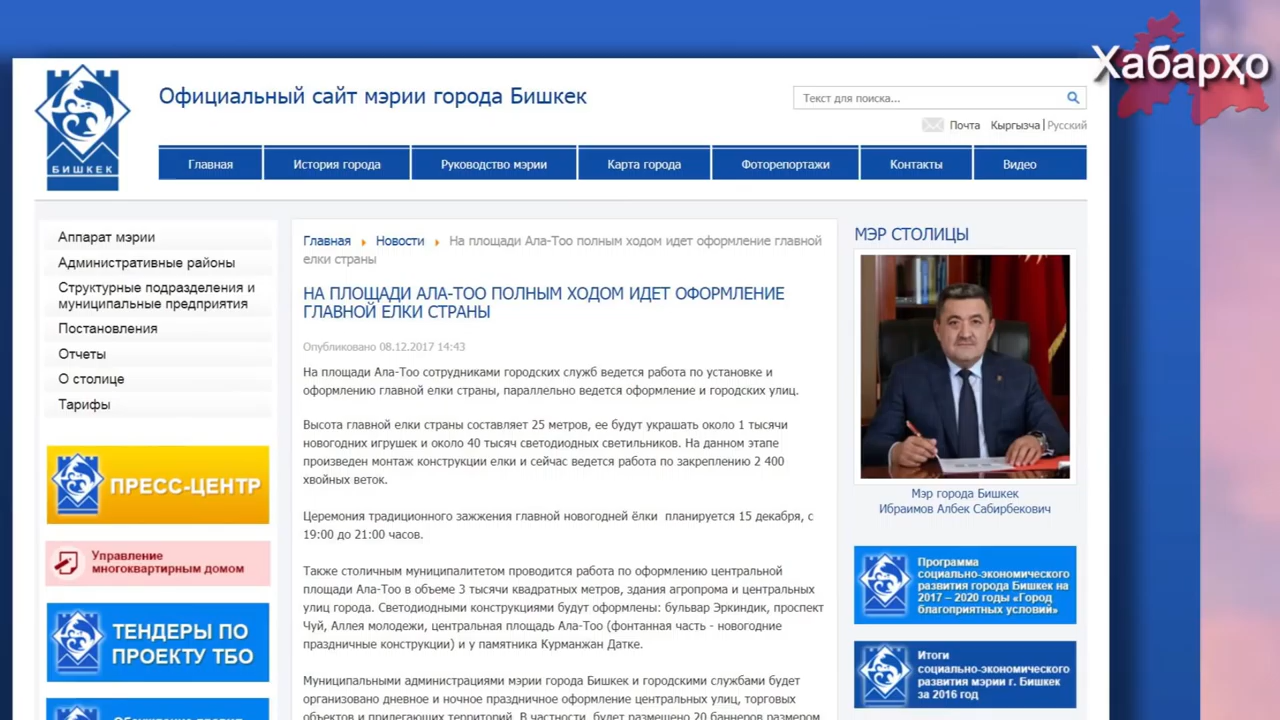 Хабарҳо
Официальный сайт мэрии города Бишкек
Текст для поиска...
Почта Кыргызча | Русский
БИШКЕК
Главная История города Руководство мэрии Карта города Фоторепортажи Контакты Видео
Аппарат мэрии
Административные районы
Структурные подразделения и
муниципальные предприятия
Постановления
Отчеты
О столице
Тарифы
ПРЕСС-ЦЕНТР
Управление
многоквартирным домом
ТЕНДЕРЫ ПО
ПРОЕКТУ ТБО
Главная Новости На площади Ала-Тоо полным ходом идет оформление главной
елки страны
НА ПЛОЩАДИ АЛА-ТОО ПОЛНЫМ ХОДОМ ИДЕТ ОФОРМЛЕНИЕ
ГЛАВНОЙ ЕЛКИ СТРАНЫ
Опубликовано 08.12.2017 14:43
На площади Ала-Тоо сотрудниками городских служб ведется работа по установке и
оформлению главной елки страны, параллельно ведется оформление и городских улиц.
Высота главной елки страны составляет 25 метров, ее будут украшать около 1 тысячи
новогодних игрушек и около 40 тысяч светодиодных светильников. На данном этапе
произведен монтаж конструкции елки и сейчас ведется работа по закреплению 2 400
хвойных веток.
Церемония традиционного зажжения главной новогодней ёлки планируется 15 декабря, с
19:00 до 21:00 часов.
Также столичным муниципалитетом проводится работа по оформлению центральной
площади Ала-Тоо в объеме 3 тысячи квадратных метров, здания агропрома и центральных
улиц города. Светодиодными конструкциями будут оформлены: бульвар Эркиндик, проспект
Чуй, Аллея молодежи, центральная площадь Ала-Тоо (фонтанная часть - новогодние
праздничные конструкции) и у памятника Курманжан Датке.
Муниципальными администрациями мэрии города Бишкек и городскими службами будет
организовано дневное и ночное праздничное оформление центральных улиц, торговых
объектов и прилегающих территорий. В частности, будет размещено 20 баннеров размером
МЭР СТОЛИЦЫ
Мэр города Бишкек
Ибраимов Албек Сабирбекович
Программа
социально-экономического
развития города Бишкек на
2017 – 2020 годы «Город
благоприятных условий»
Итоги
социально-экономического
развития мэрии г. Бишкек
за 2016 год